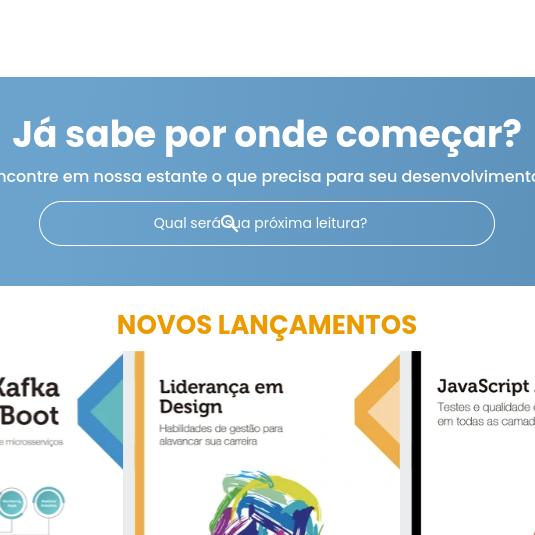 Já sabe por onde começar?
ncontre em nossa estante o que precisa para seu desenvolvimento
Qual será sua próxima leitura?
NOVOS LANÇAMENTOS
Kafka
Boot
e microsserviços
Liderança em
Design
Habilidades de gestão para
alavancar sua carreira
JavaScript
Testes e qualidade
em todas as camad